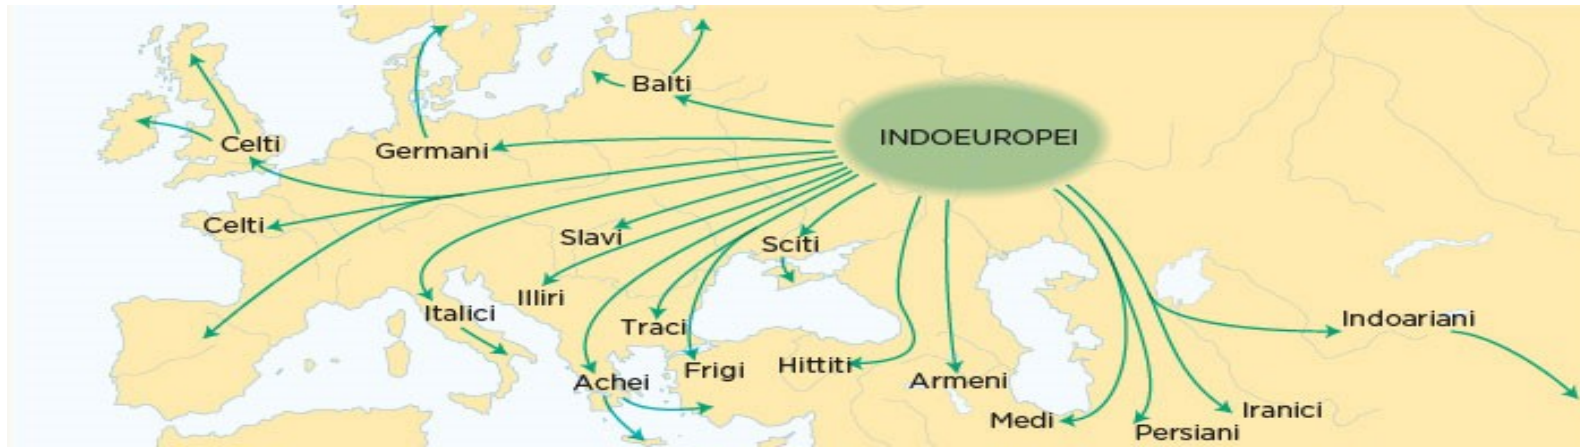 Balti
INDOEUROPEI
Celti
Germani
Celti
Slavi
Sciti
Illiri
Italici
Traci
Indoariani
Frigi
Hittiti
Achei
Armeni
Medi
Iranici
Persiani